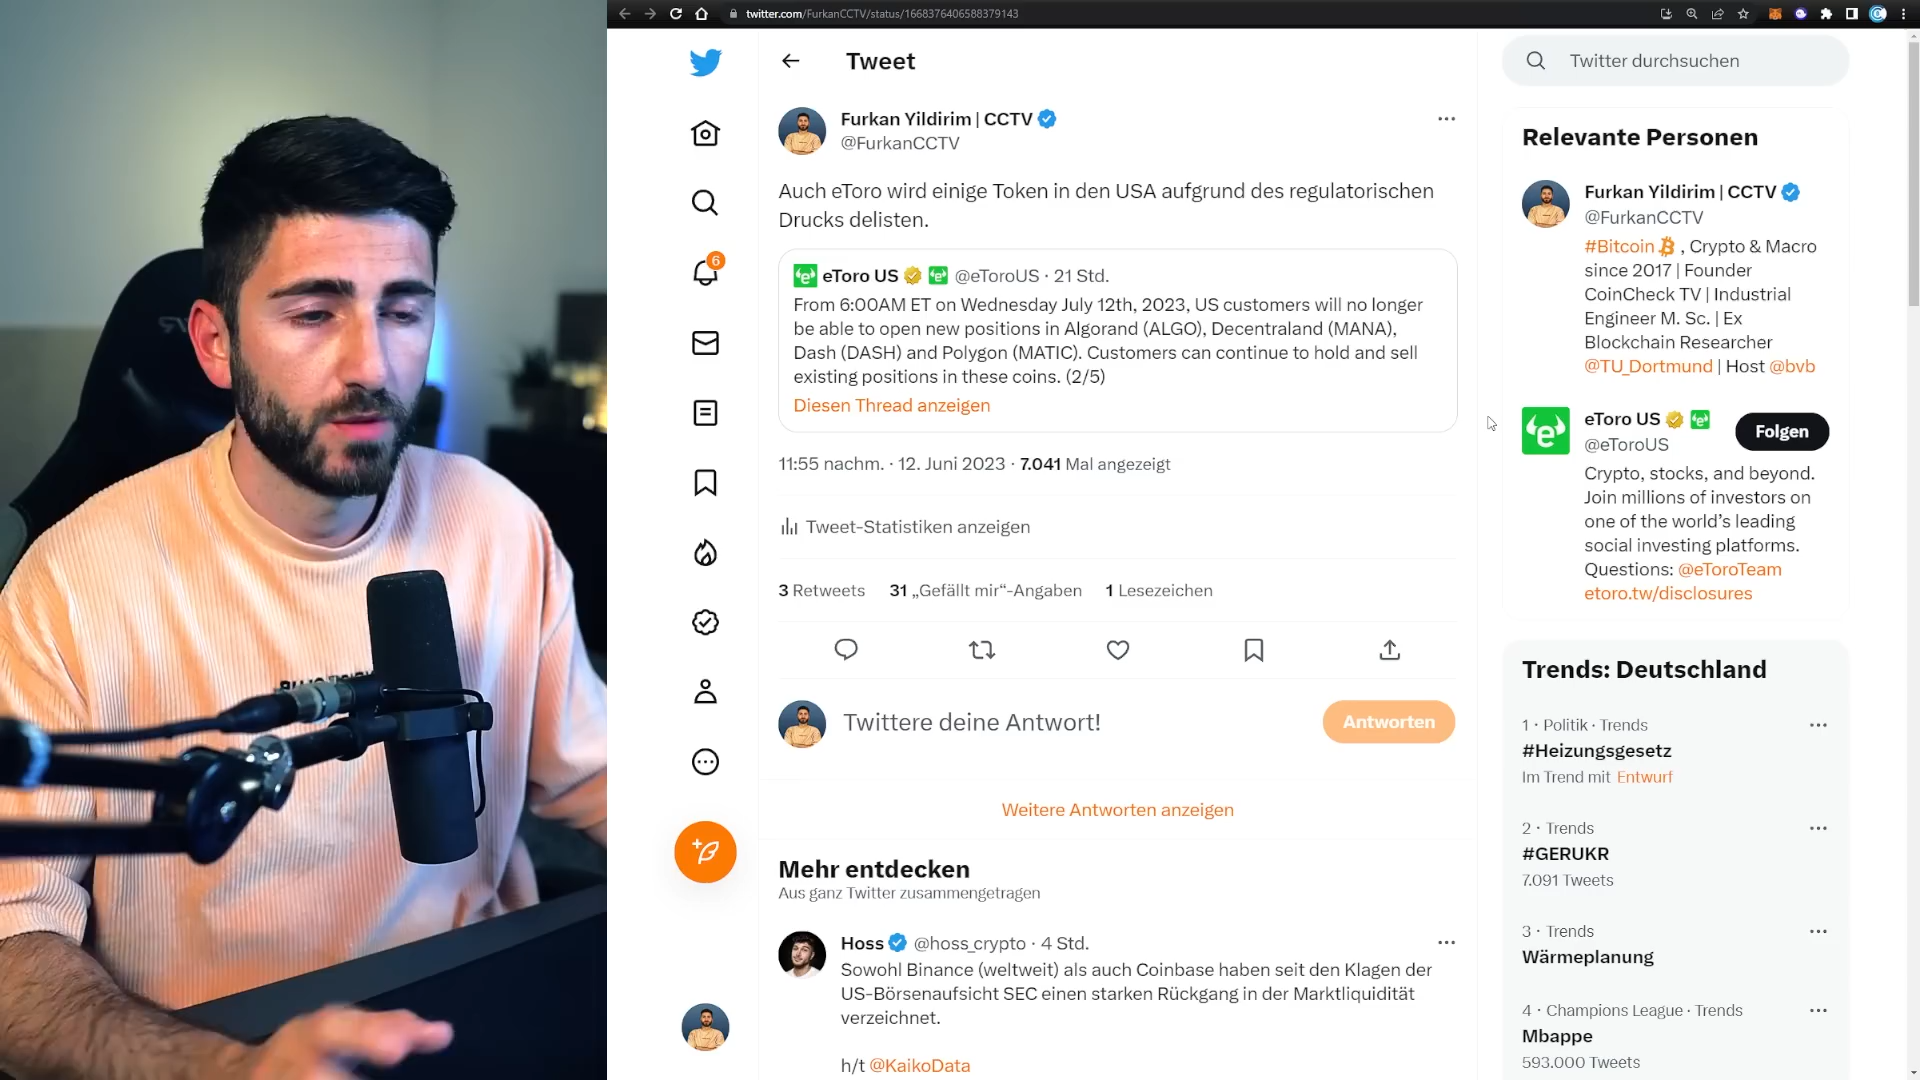 twitter.com/FurkanCCTV/status/1668376406588379143
Tweet
Twitter durchsuchen
Furkan Yildirim | CCTV
@FurkanCCTV
Auch eToro wird einige Token in den USA aufgrund des regulatorischen
Drucks delisten.
eToro US @eToroUS · 21 Std.
From 6:00AM ET on Wednesday July 12th, 2023, US customers will no longer
be able to open new positions in Algorand (ALGO), Decentraland (MANA),
Dash (DASH) and Polygon (MATIC). Customers can continue to hold and sell
existing positions in these coins. (2/5)
Diesen Thread anzeigen
11:55 nachm. · 12. Juni 2023 · 7.041 Mal angezeigt
Tweet-Statistiken anzeigen
3 Retweets 31 „Gefällt mir“-Angaben 1 Lesezeichen
Twittere deine Antwort!
Antworten
Weitere Antworten anzeigen
Mehr entdecken
Aus ganz Twitter zusammengetragen
Hoss @hoss_crypto · 4 Std.
Sowohl Binance (weltweit) als auch Coinbase haben seit den Klagen der
US-Börsenaufsicht SEC einen starken Rückgang in der Marktliquidität
verzeichnet.
h/t @KaikoData
6
Relevante Personen
Furkan Yildirim | CCTV
@FurkanCCTV
#Bitcoin , Crypto & Macro
since 2017 | Founder
CoinCheck TV | Industrial
Engineer M. Sc. | Ex
Blockchain Researcher
@TU_Dortmund | Host @bvb
eToro US
@eToroUS
Folgen
Crypto, stocks, and beyond.
Join millions of investors on
one of the world’s leading
social investing platforms.
Questions: @eToroTeam
etoro.tw/disclosures
Trends: Deutschland
1 · Politik · Trends
#Heizungsgesetz
Im Trend mit Entwurf
2 · Trends
#GERUKR
7.091 Tweets
3 · Trends
Wärmeplanung
4 · Champions League · Trends
Mbappe
593.000 Tweets